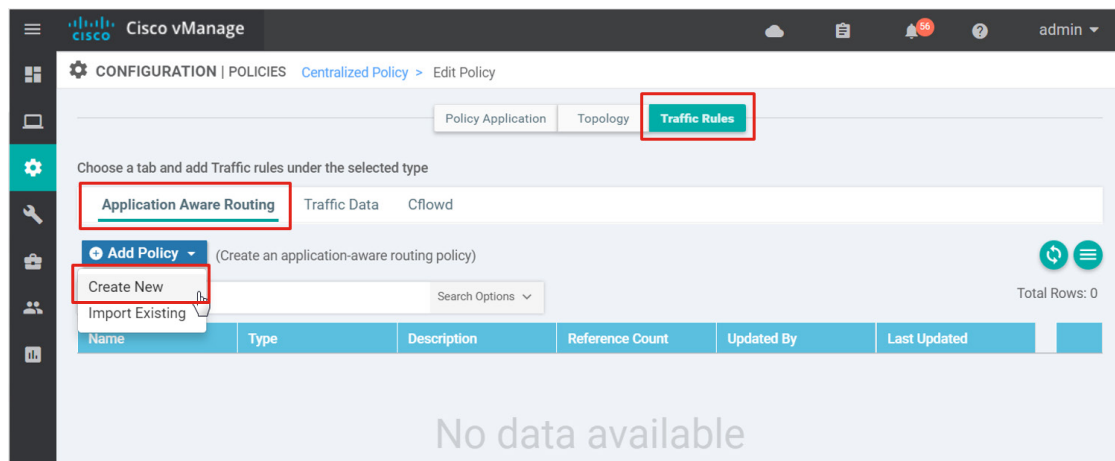 cisco Cisco vManage 56 admin
CONFIGURATION | POLICIES Centralized Policy > Edit Policy
Policy Application Topology Traffic Rules
Choose a tab and add Traffic rules under the selected type
Application Aware Routing Traffic Data Cflowd
Add Policy (Create an application-aware routing policy)
Create New
Search Options Total Rows: 0
Import Existing
Name Type Description Reference Count Updated By Last Updated
No data available